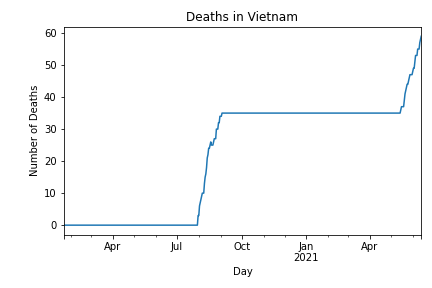 Deaths in Vietnam
Number of Deaths
60
50
40
30
20
10
0
Apr
Jul
Oct
Jan
2021
Apr
Day